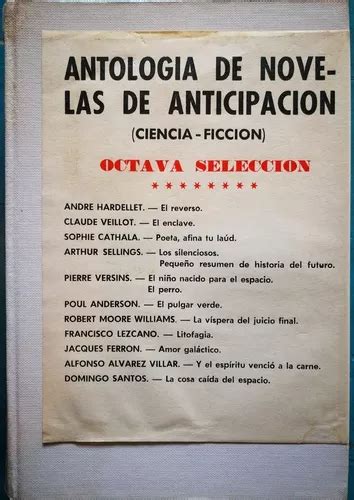 ANTOLOGIA DE NOVE-
LAS DE ANTICIPACION
(CIENCIA-FICCION)
OCTAVA SELECCION
* * * * * * * *
ANDRE HARDELLET. — El reverso.
CLAUDE VEILLOT. — El enclave.
SOPHIE CATHALA. — Poeta, afina tu laúd.
ARTHUR SELLINGS. — Los silenciosos.
Pequeño resumen de historia del futuro.
PIERRE VERSINS. — El niño nacido para el espacio.
El perro.
POUL ANDERSON. — El pulgar verde.
ROBERT MOORE WILLIAMS. — La víspera del juicio final.
FRANCISCO LEZCANO. — Litofagia.
JACQUES FERRON. — Amor galáctico.
ALFONSO ALVAREZ VILLAR. — Y el espíritu venció a la carne.
DOMINGO SANTOS. — La cosa caída del espacio.